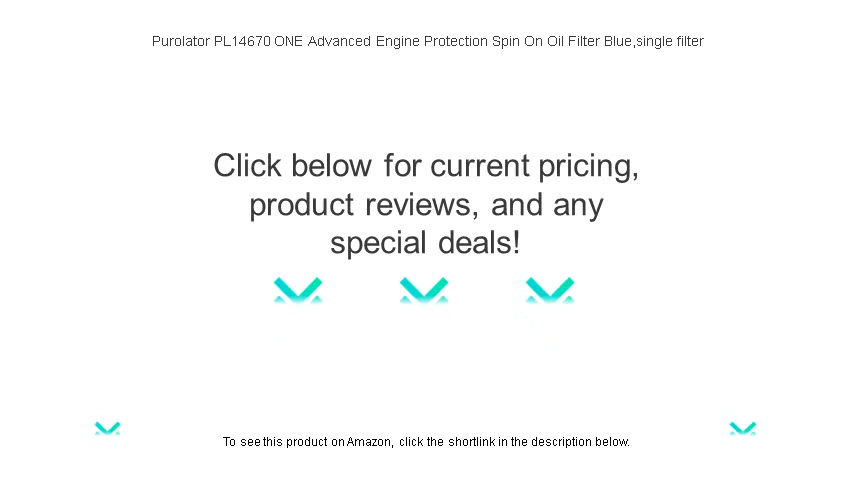 Purolator PL14670 ONE Advanced Engine Protection Spin On Oil Filter Blue,single filter
Click below for current pricing,
product reviews, and any
special deals!
To see this product on Amazon, click the shortlink in the description below.